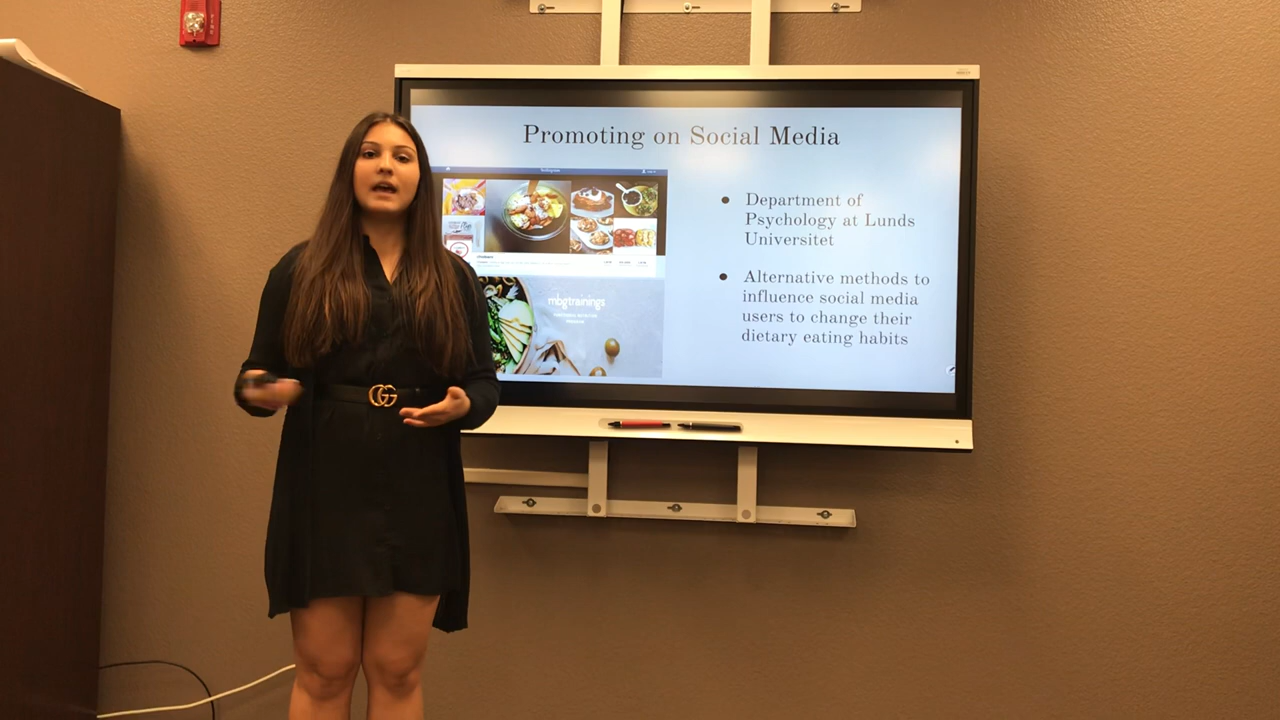 Promoting on Social Media
● Department of
Psychology at Lunds
Universitet
● Alternative methods to
influence social media
users to change their
dietary eating habits
mbgtrainings